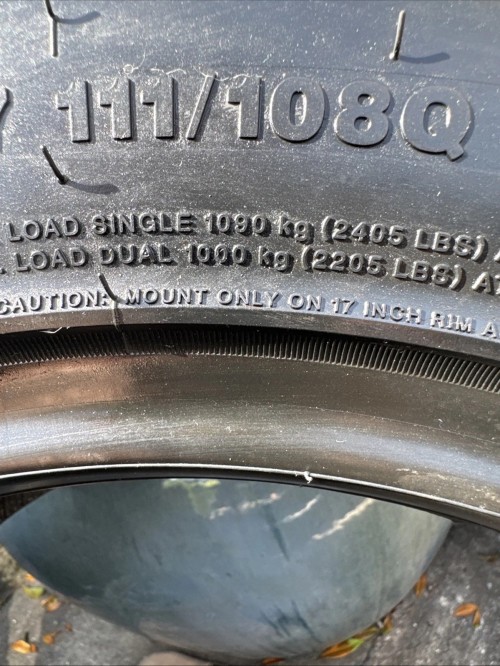 111/108Q
LOAD SINGLE 1090 kg (2405 LBS)
. LOAD DUAL 1000 kg (2205 LBS) AT
CAUTION: MOUNT ONLY ON 17 INCH RIM